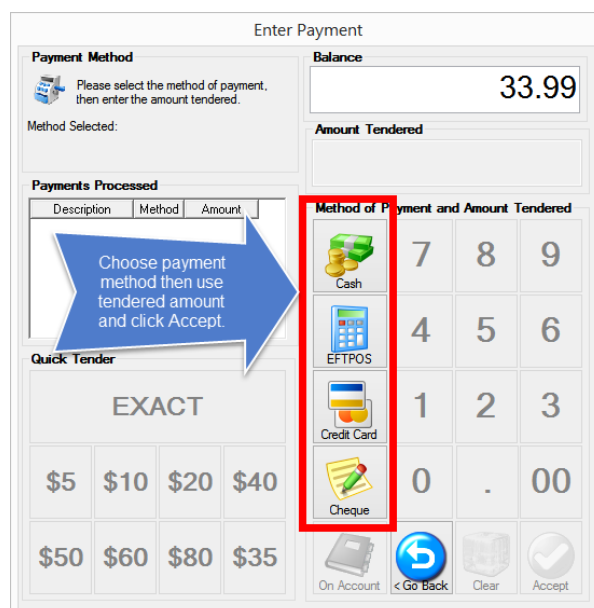 Enter Payment
Payment Method
Please select the method of payment,
then enter the amount tendered.
Method Selected:
Balance
33.99
Amount Tendered
Payments Processed
Description Method Amount
Choose payment
method then use
tendered amount
and click Accept.
Quick Tender
EXACT
$5 $10 $20 $40
$50 $60 $80 $35
Method of Payment and Amount Tendered
Cash 7 8 9
EFTPOS 4 5 6
Credit Card 1 2 3
Cheque 0 . 00
On Account < Go Back Clear Accept